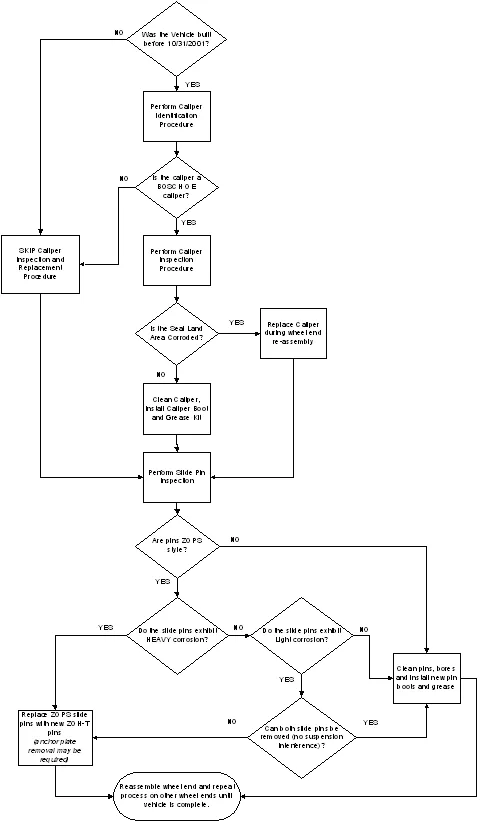 Was the Vehicle built
before 10/31/2001?
NO
YES
Perform Caliper
Identification
Procedure
Is the caliper a
BOSCH O.E
caliper?
NO
YES
SKIP Caliper
Inspection and
Replacement
Procedure
Perform Caliper
Inspection
Procedure
Is the Seal Land
Area Corroded?
YES
Replace Caliper
during wheel end
re-assembly
NO
Clean Caliper,
Install Caliper Boot
and Grease Kit
Perform Slide Pin
Inspection
Are pins ZOPS
style?
NO
YES
Do the slide pins exhibit
HEAVY corrosion?
YES
NO
Do the slide pins exhibit
Light corrosion?
NO
YES
Clean pins, bores
and install new pin
boots and grease
Replace ZOPS slide
pins with new ZOH-T
pins
(anchor plate
removal may be
required)
NO
Can both slide pins be
removed (no suspension
interference)?
YES
Reassemble wheel end and repeat
process on other wheel ends until
vehicle is complete.